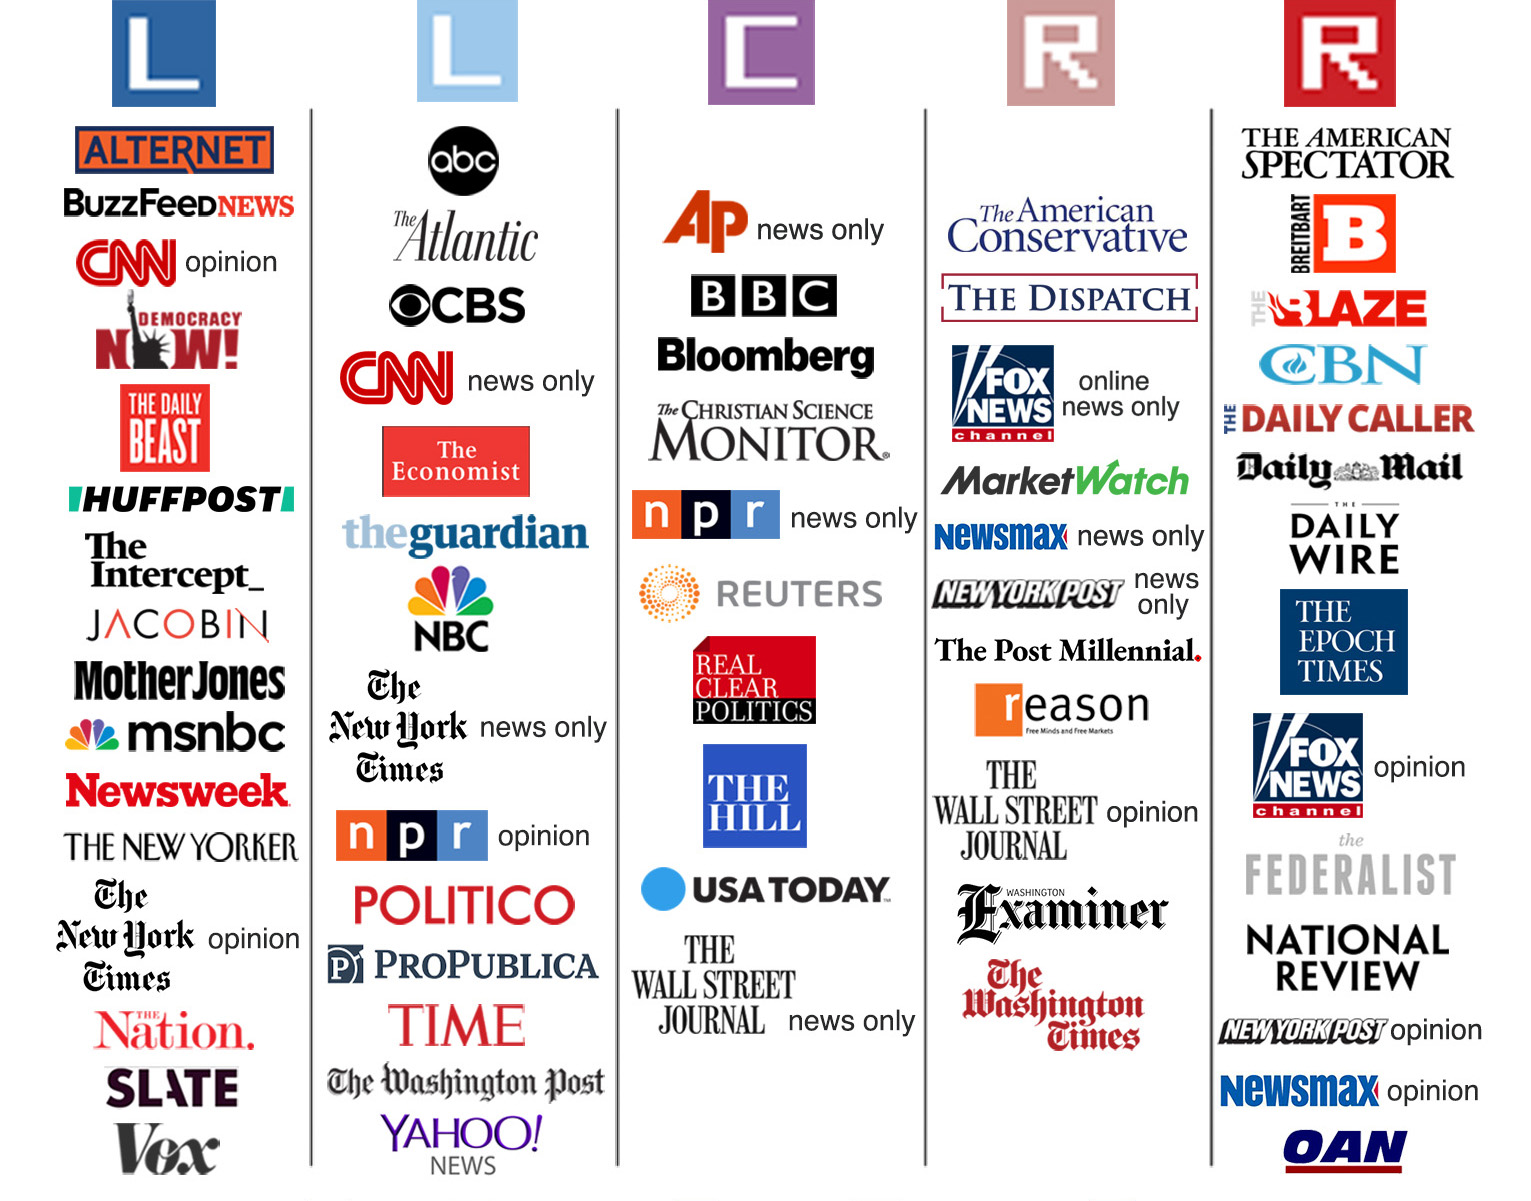 L
L
C
R
R
ALTERNET
BUZZFEEDNEWS
CNN opinion
DEMOCRACY
NOW!
THE DAILY
BEAST
HUFFPOST
The
Intercept_
JACOBIN
Mother Jones
msnbc
Newsweek
THE NEW YORKER
The
New York
Times
opinion
THE
Nation.
SLATE
Vox
abc
The
Atlantic
CBS
CNN news only
The
Economist
theguardian
NBC
The
New York
Times
news only
npr opinion
POLITICO
P PROPUBLICA
TIME
The Washington Post
YAHOO!
NEWS
AP news only
BBC
Bloomberg
The CHRISTIAN SCIENCE
MONITOR®
npr news only
REUTERS
REAL
CLEAR
POLITICS
THE
HILL
USA TODAY™
THE
WALL STREET
JOURNAL
news only
The American
Conservative
THE DISPATCH
FOX
NEWS
channel
online
news only
MarketWatch
Newsmax news only
NEW YORK POST
news
only
The Post Millennial.
reason
Free Minds and Free Markets
THE
WALL STREET
JOURNAL
opinion
WASHINGTON
Examiner
The
Washington
Times
THE AMERICAN
SPECTATOR
BREITBART
B
THE BLAZE
CBN
THE DAILY CALLER
Daily Mail
THE
DAILY
WIRE
THE
EPOCH
TIMES
FOX
NEWS
channel
opinion
the
FEDERALIST
NATIONAL
REVIEW
NEW YORK POST opinion
Newsmax opinion
OAN